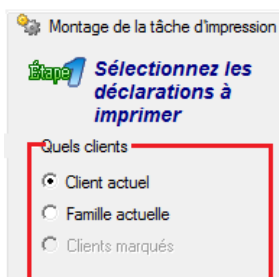 Montage de la tâche d'impression
Étape 1 Sélectionnez les
déclarations à
imprimer
Quels clients
Client actuel
Famille actuelle
Clients marqués